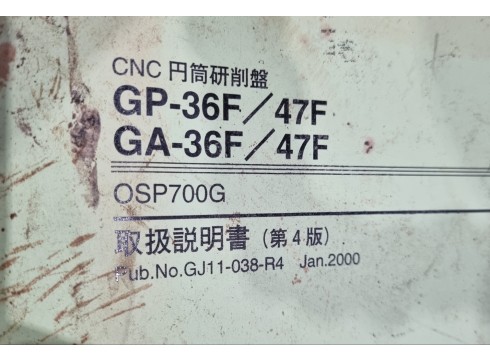 CNC 円筒研削盤
GP-36F／47F
GA-36F／47F
OSP700G
取扱説明書（第4版）
Pub.No.GJ11-038-R4 Jan.2000